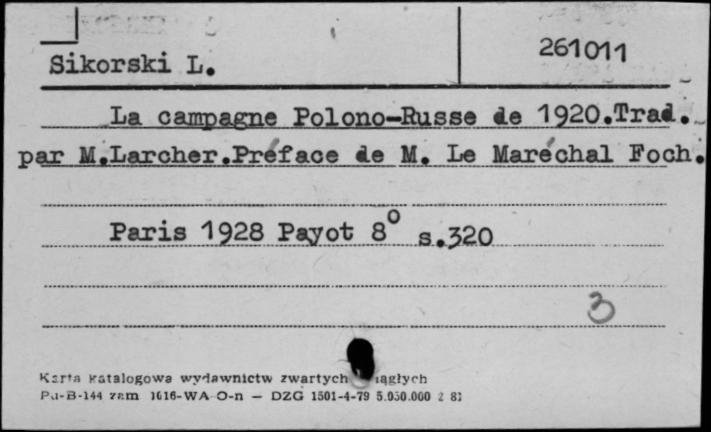 Sikorski L.
261011
La campagne Polono-Russe de 1920.Trad.
par M.Larcher.Préface de M. Le Maréchal Foch.
Paris 1928 Payot 8° s.320
3
Karta katalogowa wydawnictw zwartych
Pu-B-144 zam 1616-WA-O-n — DZG 1501-4-79 5.050.000